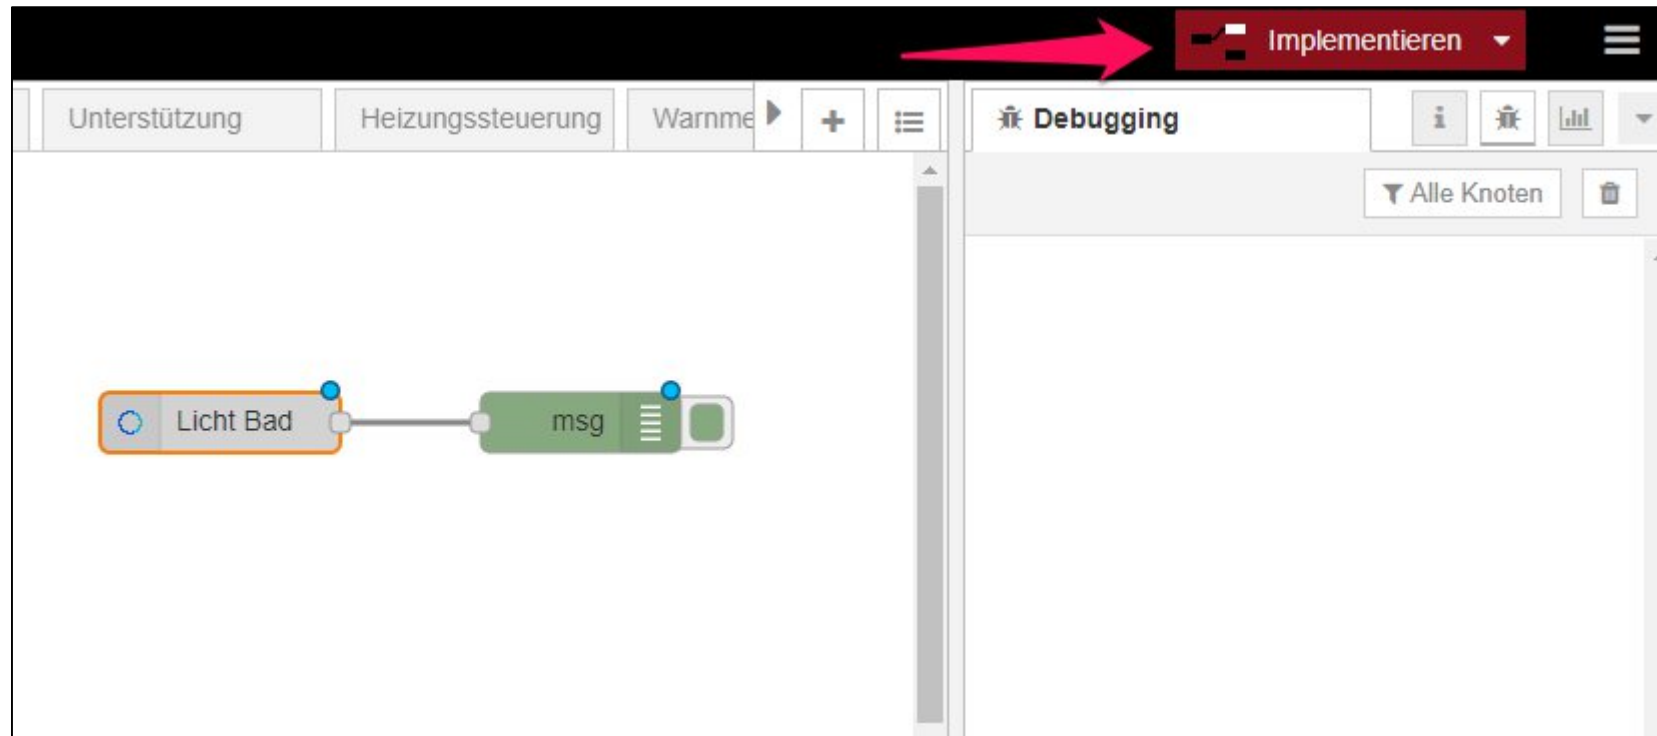 Implementieren
Unterstützung
Heizungssteuerung
Warnme
Debugging
Alle Knoten
Licht Bad
msg